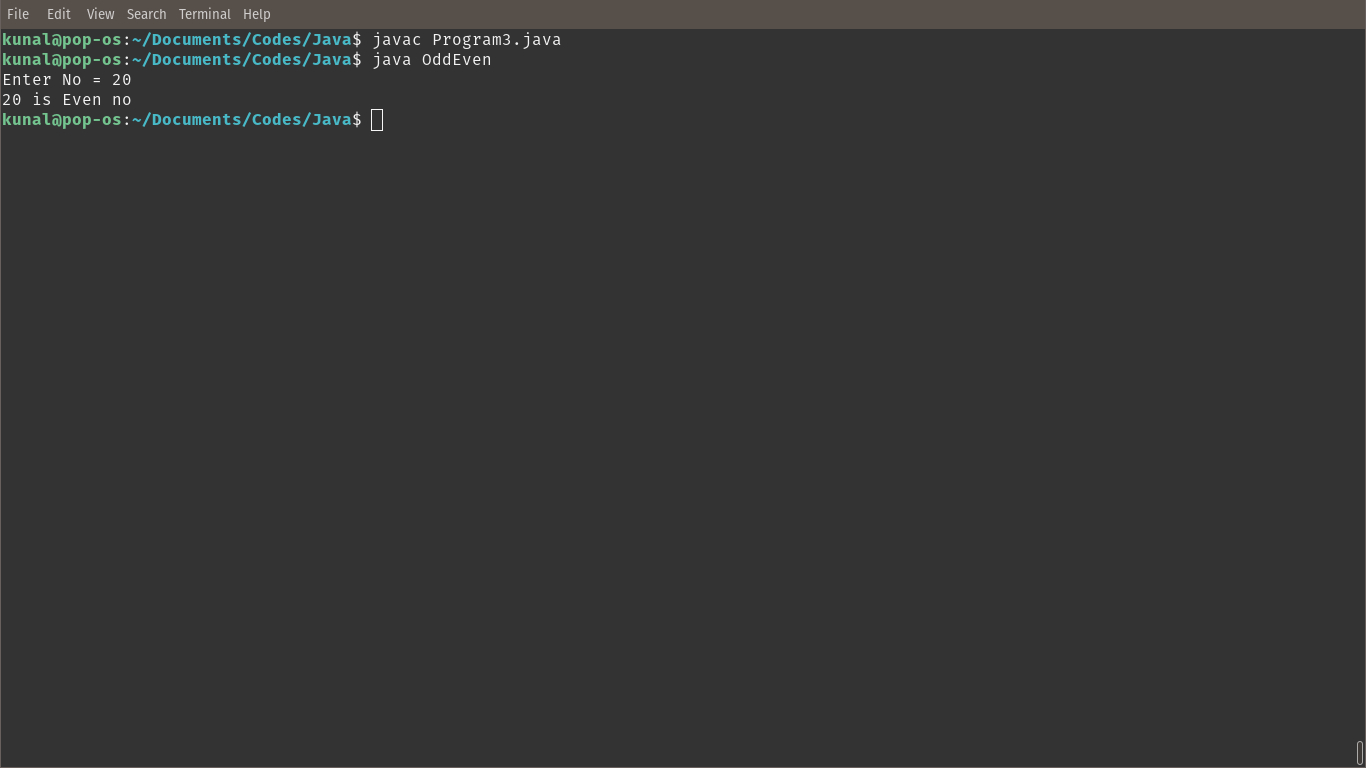 File Edit View Search Terminal Help
kunal@pop-os:~/Documents/Codes/Java$ javac Program3.java
kunal@pop-os:~/Documents/Codes/Java$ java OddEven
Enter No = 20
20 is Even no
kunal@pop-os:~/Documents/Codes/Java$